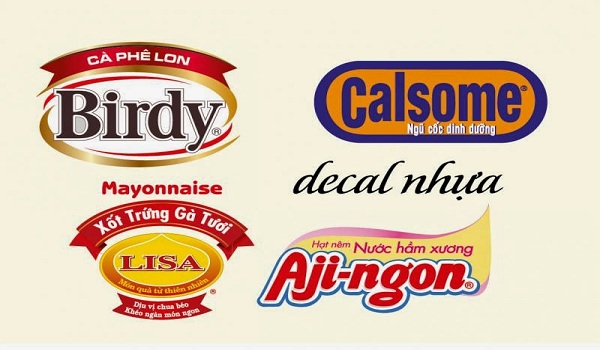 CÀ PHÊ LON
Birdy®
Calsome®
Ngũ cốc dinh dưỡng
decal nhựa
Mayonnaise
Xốt Trứng Gà Tươi
LISA
Món quà từ thiên nhiên
®
Dịu vị chua béo
Khéo ngăn món ngon
Hạt nêm Nước hầm xương
Aji-ngon®